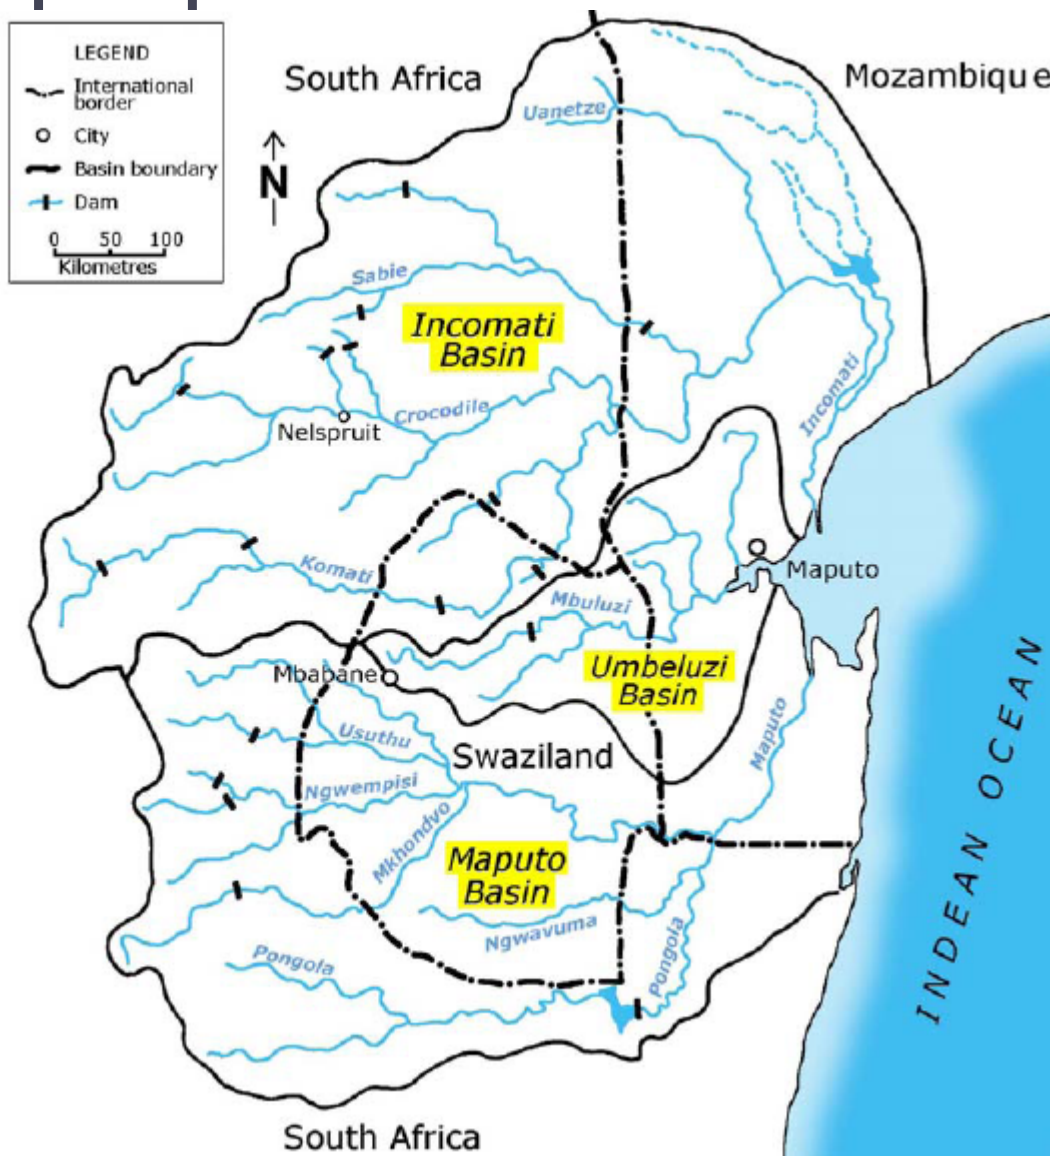 LEGEND
International
border
City
Basin boundary
Dam
0 50 100
Kilometres
N
South Africa
Mozambique
Uanetze
Sabie
Incomati
Basin
Incomati
Crocodile
Nelspruit
Komati
Maputo
Mbuluzi
Mbabane
Umbeluzi
Basin
Usuthu
Swaziland
Maputo
Ngwempisi
Mkhondvo
Maputo
Basin
Ngwavuma
Pongola
Pongola
INDEAN OCEAN
South Africa